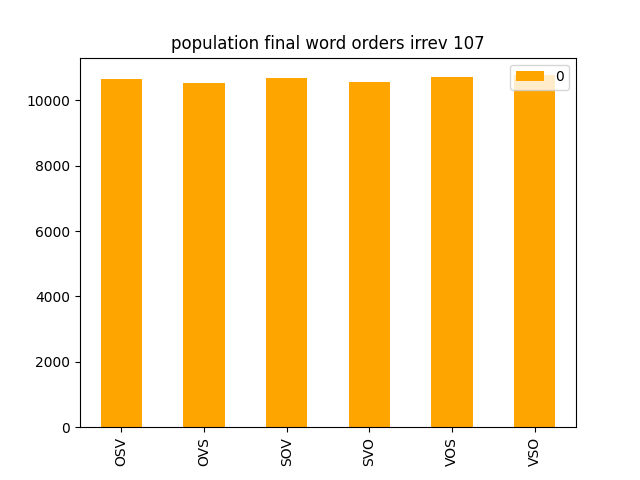 population final word orders irrev 107
0
10000
8000
6000
4000
2000
0
OSV
OVS
SOV
SVO
VOS
VSO